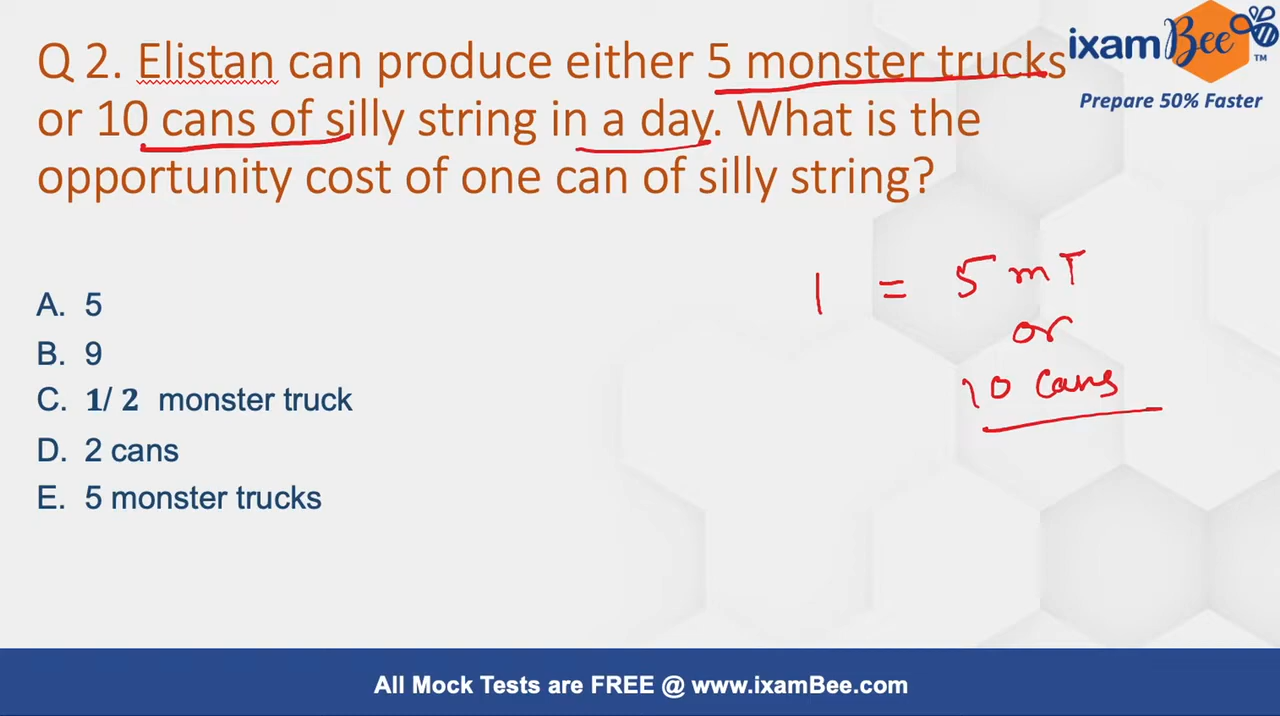 Q 2. Elistan can produce either 5 monster trucks
or 10 cans of silly string in a day. What is the
opportunity cost of one can of silly string?
ixamBee™
Prepare 50% Faster
A. 5
B. 9
C. 1/ 2 monster truck
D. 2 cans
E. 5 monster trucks
1 = 5 mT
or
10 cans
All Mock Tests are FREE @ www.ixamBee.com